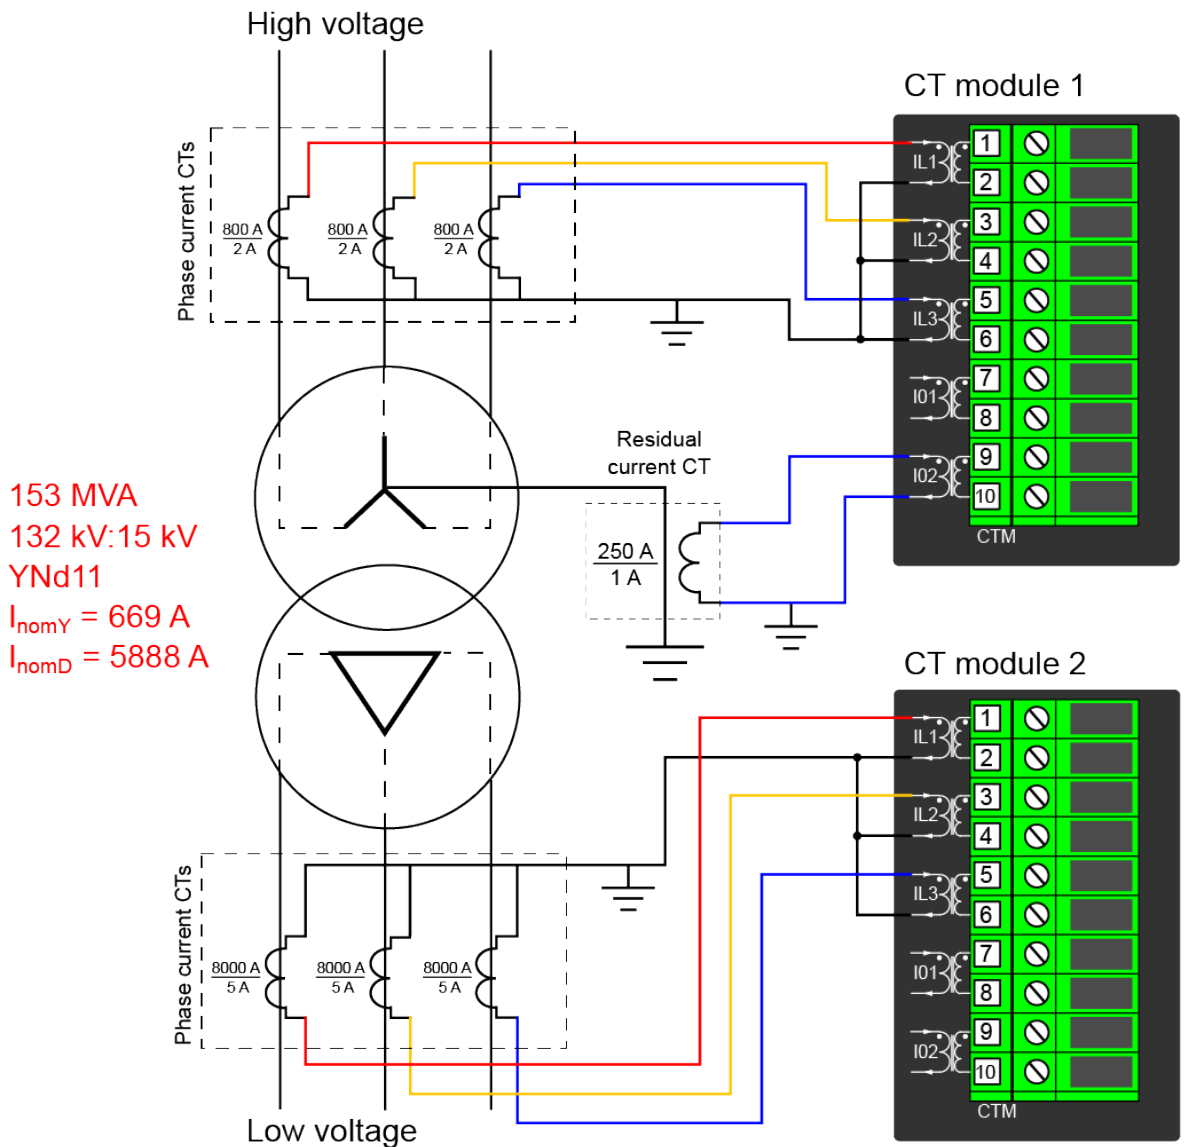 High voltage
CT module 1
Phase current CTs
800 A
2 A
800 A
2 A
800 A
2 A
IL1
IL2
IL3
I01
I02
1
2
3
4
5
6
7
8
9
10
CTM
Residual
current CT
250 A
1 A
153 MVA
132 kV:15 kV
YNd11
InomY = 669 A
InomD = 5888 A
CT module 2
IL1
IL2
IL3
I01
I02
1
2
3
4
5
6
7
8
9
10
CTM
Phase current CTs
8000 A
5 A
8000 A
5 A
8000 A
5 A
Low voltage